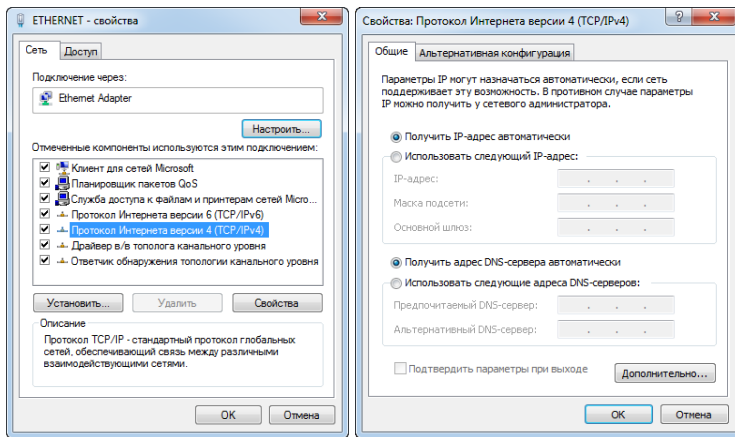 ETHERNET - свойства
Сеть
Доступ
Подключение через:
Ethernet Adapter
Настроить...
Отмеченные компоненты используются этим подключением:
Клиент для сетей Microsoft
Планировщик пакетов QoS
Служба доступа к файлам и принтерам сетей Micro...
Протокол Интернета версии 6 (TCP/IPv6)
Протокол Интернета версии 4 (TCP/IPv4)
Драйвер в/в тополога канального уровня
Ответчик обнаружения топологии канального уровня
Установить...
Удалить
Свойства
Описание
Протокол TCP/IP - стандартный протокол глобальных
сетей, обеспечивающий связь между различными
взаимодействующими сетями.
OK
Отмена
Свойства: Протокол Интернета версии 4 (TCP/IPv4)
Общие
Альтернативная конфигурация
Параметры IP могут назначаться автоматически, если сеть
поддерживает эту возможность. В противном случае параметры
IP можно получить у сетевого администратора.
Получить IP-адрес автоматически
Использовать следующий IP-адрес:
IP-адрес:
Маска подсети:
Основной шлюз:
Получить адрес DNS-сервера автоматически
Использовать следующие адреса DNS-серверов:
Предпочитаемый DNS-сервер:
Альтернативный DNS-сервер:
Подтвердить параметры при выходе
Дополнительно...
OK
Отмена